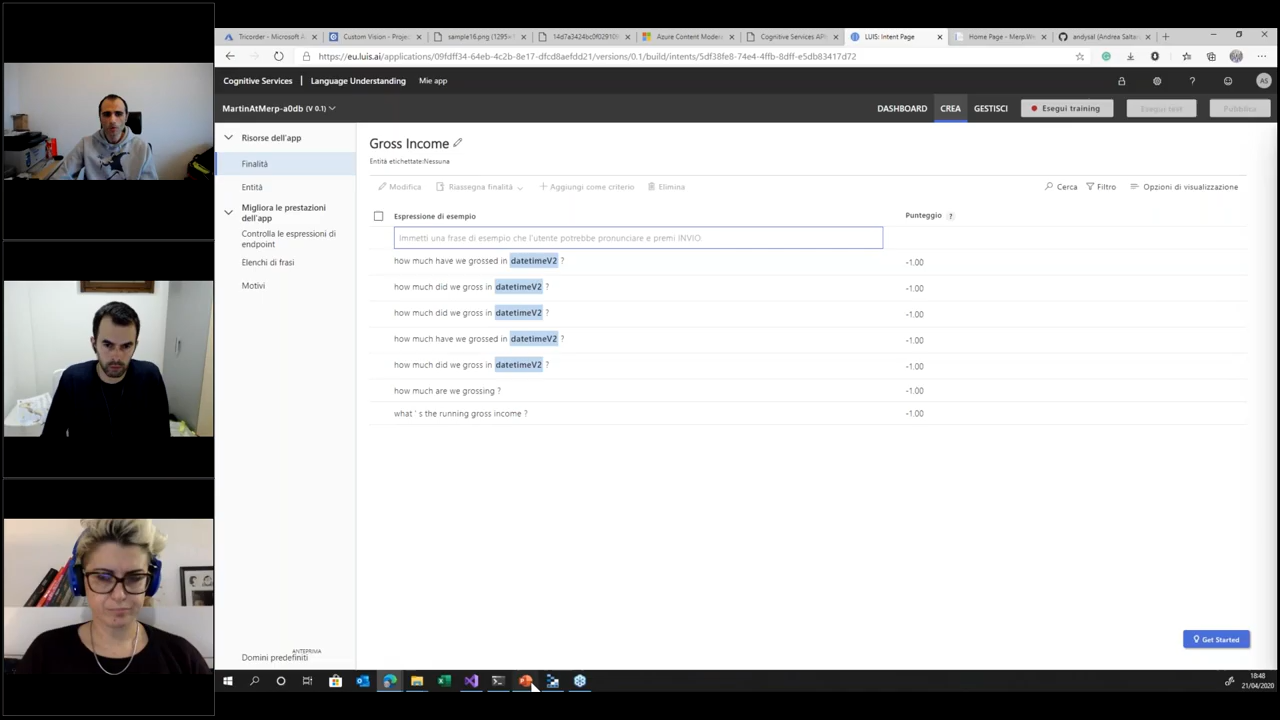 Tricorder - Microsoft A
Custom Vision - Projec
sample16.png (1295×1
14d7a3424bc0f02910f
Azure Content Modera
Cognitive Services API
LUIS: Intent Page
Home Page - Merp.We
andysal (Andrea Saltar
https://eu.luis.ai/applications/09fdff34-64eb-4c2b-8e17-dfcd8aefdd21/versions/0.1/build/intents/5df38fe8-74e4-4ffb-8dff-e5db83417d72
Cognitive Services
Language Understanding
Mie app
AS
MartinAtMerp-a0db (V 0.1)
DASHBOARD
CREA
GESTISCI
Esegui training
Esegui test
Pubblica
Risorse dell'app
Finalità
Entità
Migliora le prestazioni dell'app
Controlla le espressioni di endpoint
Elenchi di frasi
Motivi
Gross Income
Entità etichettate:Nessuna
Modifica
Riassegna finalità
Aggiungi come criterio
Elimina
Cerca
Filtro
Opzioni di visualizzazione
Espressione di esempio
Punteggio ?
Immetti una frase di esempio che l'utente potrebbe pronunciare e premi INVIO.
how much have we grossed in datetimeV2 ? -1.00
how much did we gross in datetimeV2 ? -1.00
how much did we gross in datetimeV2 ? -1.00
how much have we grossed in datetimeV2 ? -1.00
how much did we gross in datetimeV2 ? -1.00
how much are we grossing ? -1.00
what ' s the running gross income ? -1.00
Get Started
ANTEPRIMA
Domini predefiniti
18:48
21/04/2020